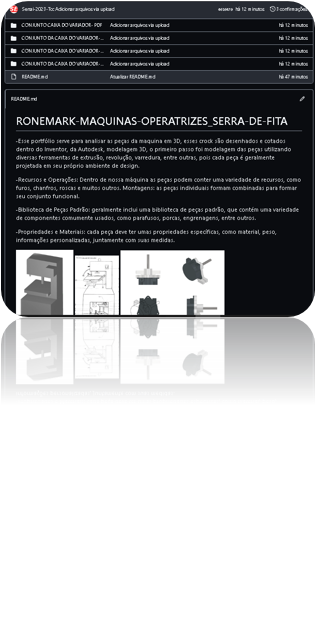 Senai-2023-Tcc Adicionar arquivos via upload há 12 minutos 3 confirmações
CONJUNTO CAIXA DO VARIADOR - PDF Adicionar arquivos via upload há 12 minutos
CONJUNTO DA CAIXA DO VARIADOR-... Adicionar arquivos via upload há 12 minutos
CONJUNTO DA CAIXA DO VARIADOR-... Adicionar arquivos via upload há 12 minutos
CONJUNTO DA CAIXA DO VARIADOR-... Adicionar arquivos via upload há 12 minutos
README.md Atualizar README.md há 47 minutos
README.md
RONEMARK-MAQUINAS-OPERATRIZES_SERRA-DE-FITA
-Esse portfólio serve para analisar as peças da maquina em 3D, esses crock são desenhados e cotados
dentro do Inventor, da Autodesk, modelagem 3D, o primeiro passo foi modelagem das peças utilizando
diversas ferramentas de extrusão, revolução, varredura, entre outras, pois cada peça é geralmente
projetada em seu próprio ambiente de design.
-Recursos e Operações: Dentro de nossa máquina as peças podem conter uma variedade de recursos, como
furos, chanfros, roscas e muitos outros. Montagens: as peças individuais formam combinadas para formar
seu conjunto funcional.
-Biblioteca de Peças Padrão: geralmente inclui uma biblioteca de peças padrão, que contém uma variedade
de componentes comumente usados, como parafusos, porcas, engrenagens, entre outros.
-Propriedades e Materiais: cada peça deve ter umas propriedades específicas, como material, peso,
informações personalizadas, juntamente com suas medidas.